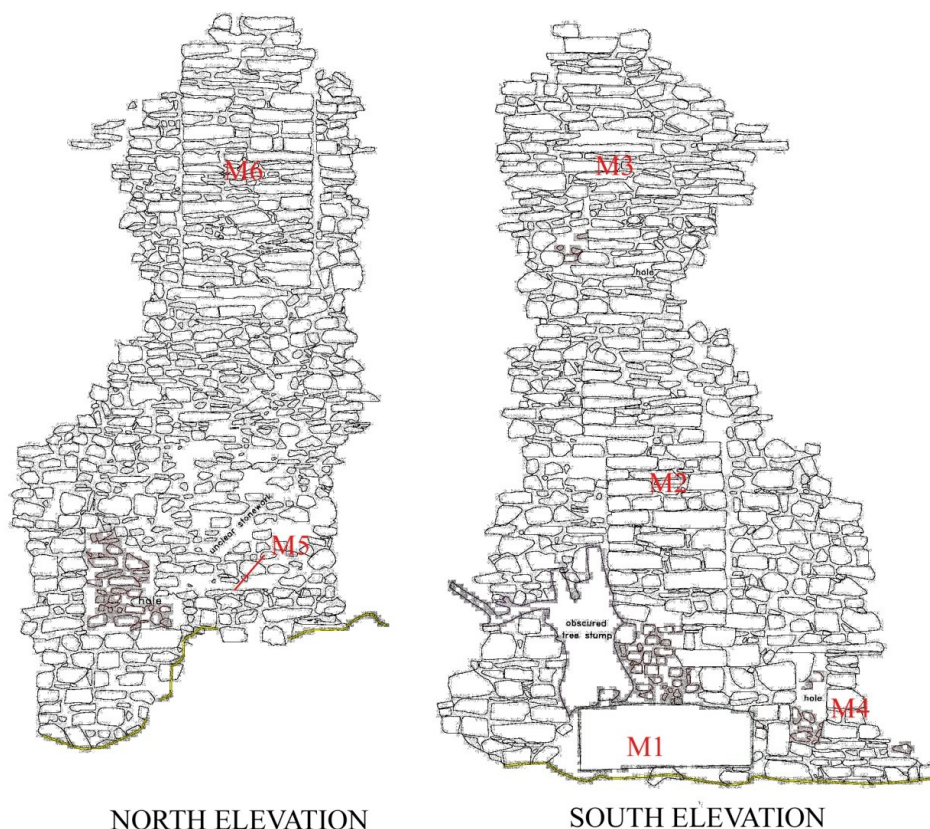 M6
unclear stonework
M5
hole
NORTH ELEVATION
M3
hole
M2
obscured
tree stump
hole
M4
M1
SOUTH ELEVATION